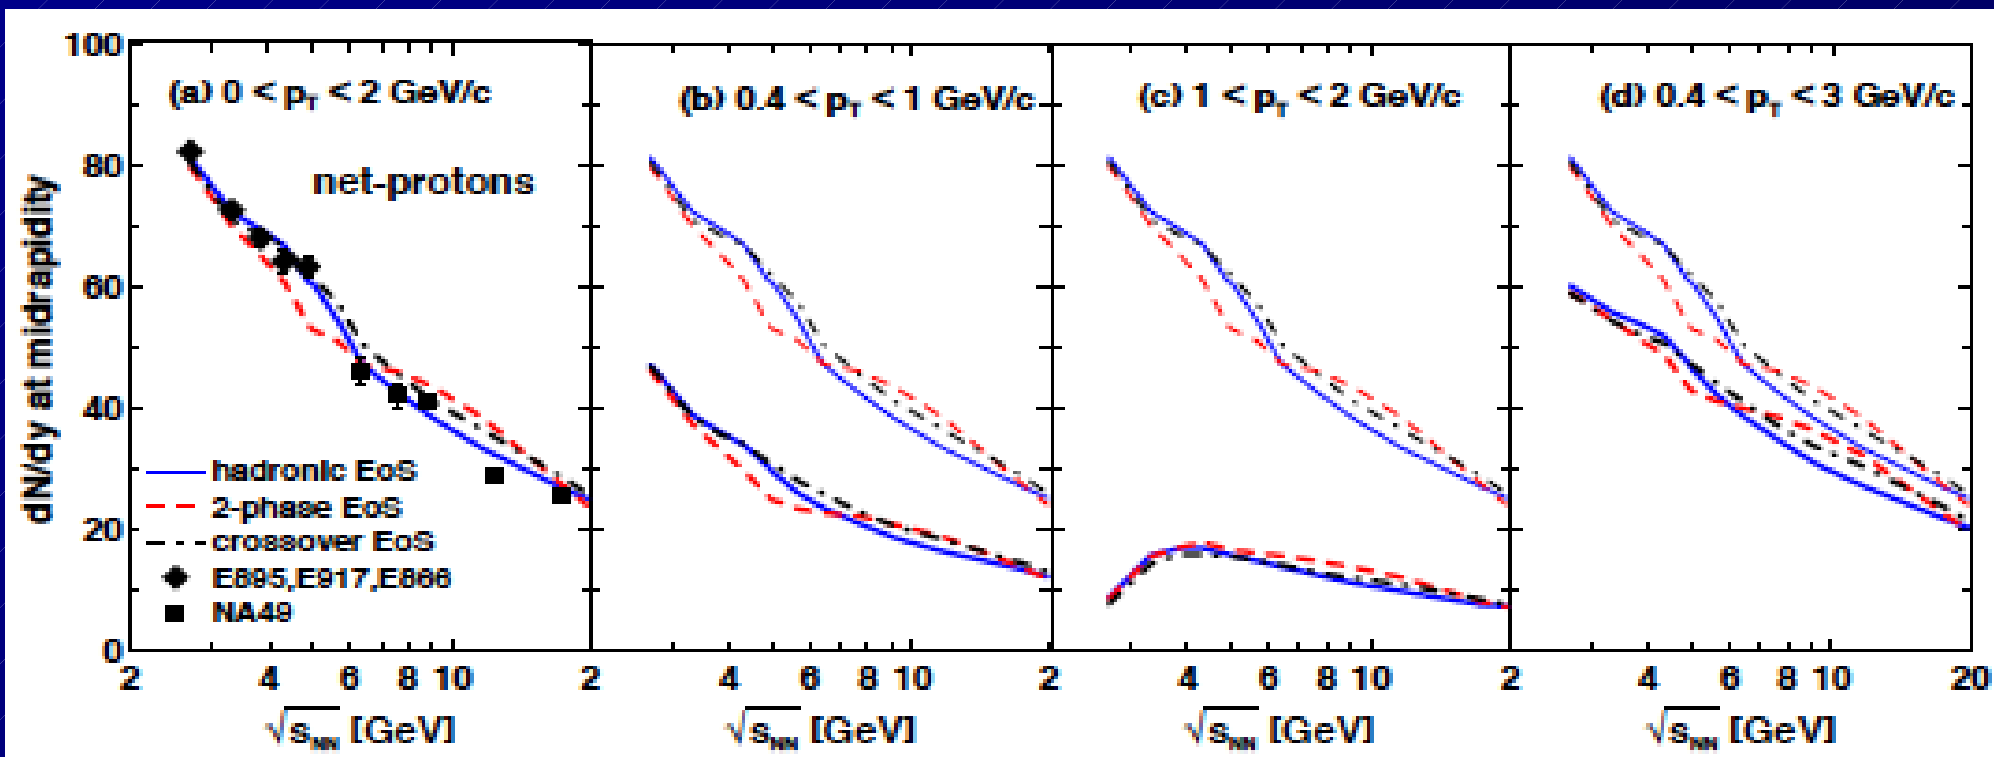 100
80
60
40
20
0
dN/dy at midrapidity
(a) 0 < pT < 2 GeV/c
net-protons
hadronic EoS
2-phase EoS
crossover EoS
E895,E917,E866
NA49
2 4 6 8 10 2
√sNN [GeV]
(b) 0.4 < pT < 1 GeV/c
4 6 8 10 2
√sNN [GeV]
(c) 1 < pT < 2 GeV/c
4 6 8 10 2
√sNN [GeV]
(d) 0.4 < pT < 3 GeV/c
4 6 8 10 20
√sNN [GeV]